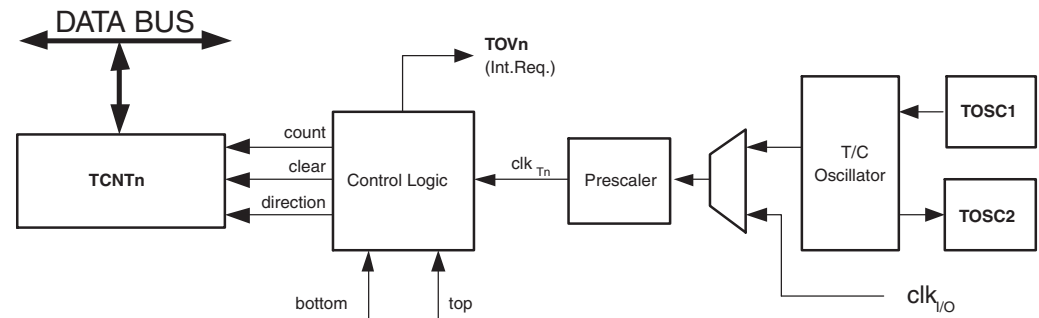 DATA BUS
TOVn
(Int.Req.)
TCNTn
count
clear
direction
Control Logic
bottom
top
clk Tn
Prescaler
T/C
Oscillator
TOSC1
TOSC2
clk I/O